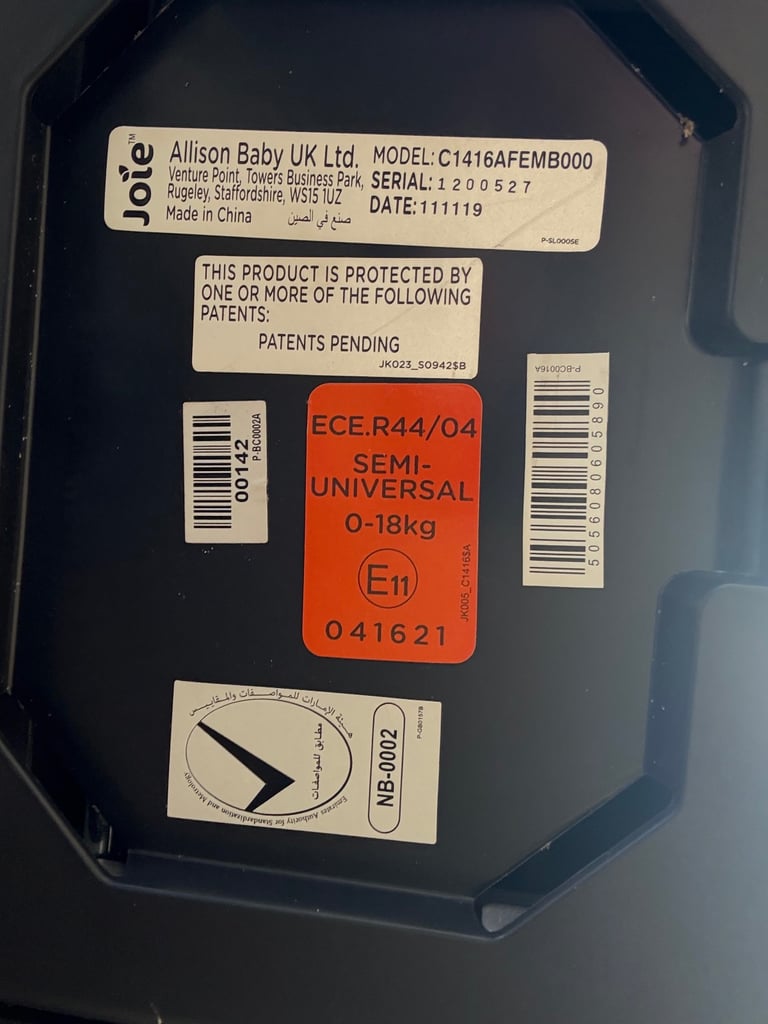 Joie™
Allison Baby UK Ltd.
Venture Point, Towers Business Park,
Rugeley, Staffordshire, WS15 1UZ
Made in China صنع في الصين
MODEL: C1416AFEMB000
SERIAL: 1200527
DATE: 111119
P-SL0005E
THIS PRODUCT IS PROTECTED BY
ONE OR MORE OF THE FOLLOWING
PATENTS:
PATENTS PENDING
JK023_S0942$B
00142
P-BC0002A
ECE.R44/04
SEMI-
UNIVERSAL
0-18kg
E11
041621
JK005_C1416$A
P-BC0016A
5056080605890
هيئة الإمارات للمواصفات والمقاييس
مطابق للمواصفات
Emirates Authority for Standardization and Metrology
NB-0002
P-GB0157B